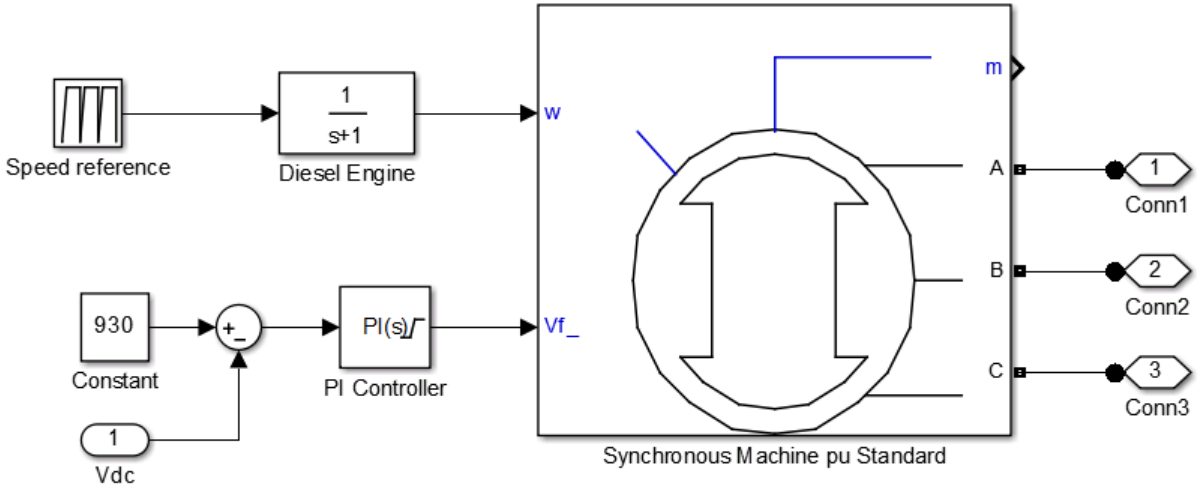 Speed reference
1
s+1
Diesel Engine
w
m
A
1
Conn1
B
2
Conn2
930
Constant
+
−
PI(s)
PI Controller
Vf_
C
3
Conn3
1
Vdc
Synchronous Machine pu Standard